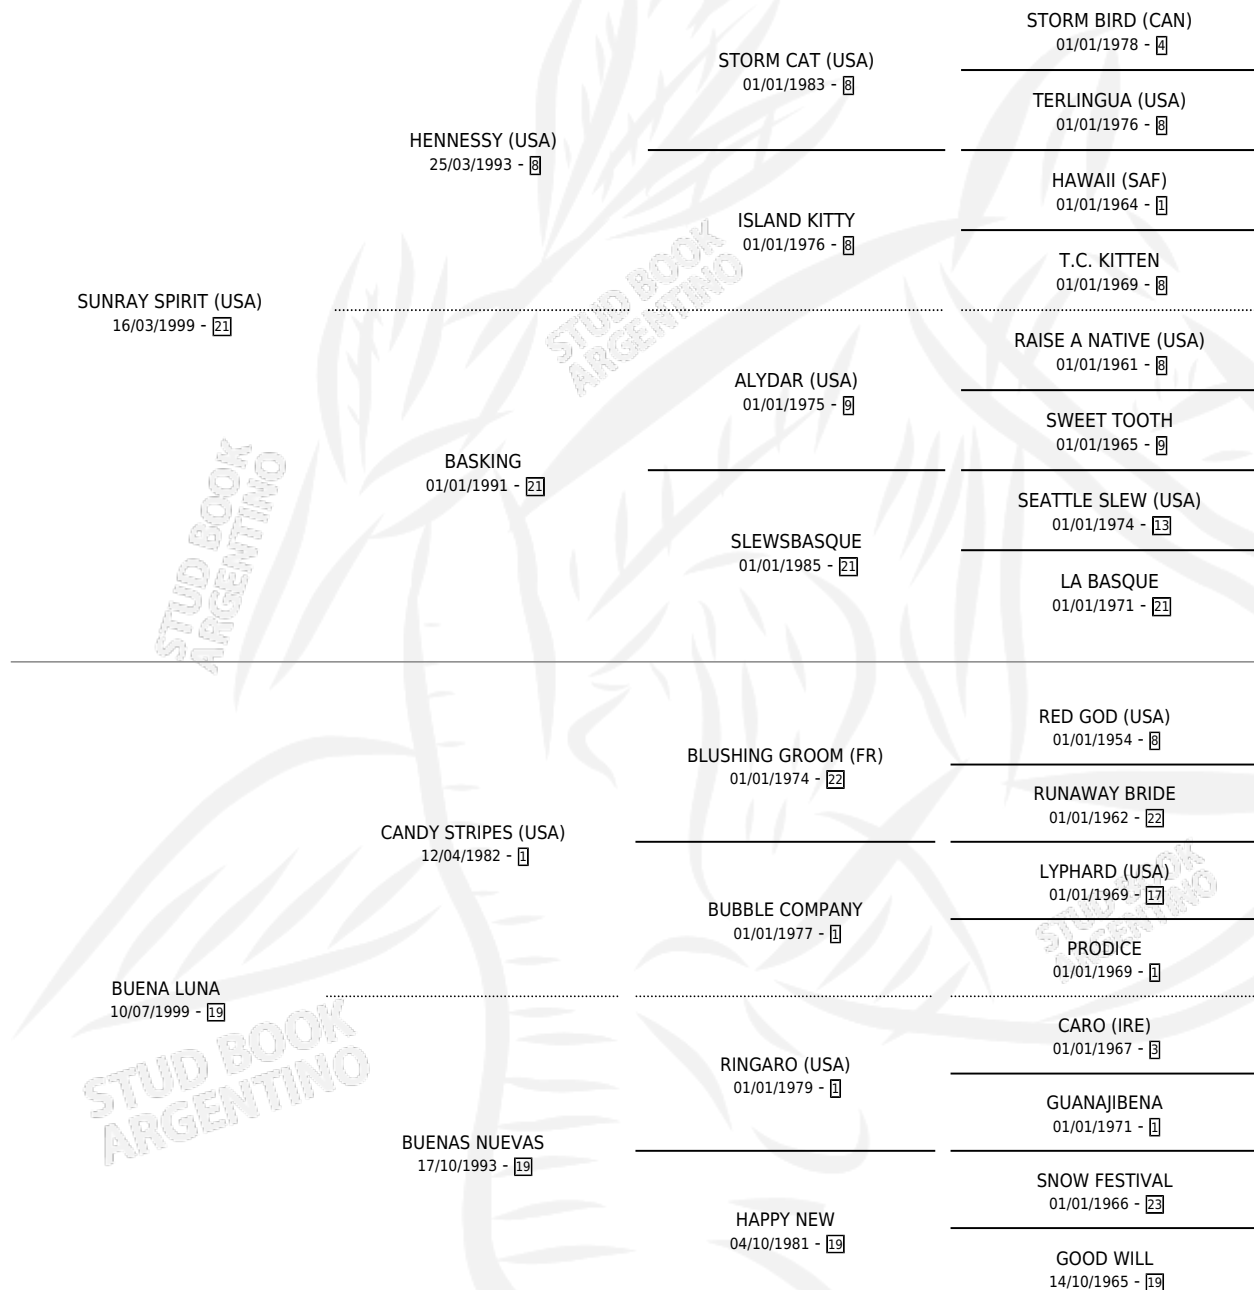 STORM BIRD (CAN)
01/01/1978 - 4
STORM CAT (USA)
01/01/1983 - 8
TERLINGUA (USA)
01/01/1976 - 8
HENNESSY (USA)
25/03/1993 - 8
HAWAII (SAF)
01/01/1964 - 1
ISLAND KITTY
01/01/1976 - 8
T.C. KITTEN
01/01/1969 - 8
SUNRAY SPIRIT (USA)
16/03/1999 - 21
STUD BOOK
ARGENTINO
RAISE A NATIVE (USA)
01/01/1961 - 8
ALYDAR (USA)
01/01/1975 - 9
SWEET TOOTH
01/01/1965 - 9
BASKING
01/01/1991 - 21
SEATTLE SLEW (USA)
01/01/1974 - 13
SLEWSBASQUE
01/01/1985 - 21
LA BASQUE
01/01/1971 - 21
STUD BOOK
ARGENTINO
RED GOD (USA)
01/01/1954 - 8
BLUSHING GROOM (FR)
01/01/1974 - 22
RUNAWAY BRIDE
01/01/1962 - 22
CANDY STRIPES (USA)
12/04/1982 - 1
LYPHARD (USA)
01/01/1969 - 17
BUBBLE COMPANY
01/01/1977 - 1
STUD BOOK
ARGENTINO
PRODICE
01/01/1969 - 1
BUENA LUNA
10/07/1999 - 19
STUD BOOK
ARGENTINO
CARO (IRE)
01/01/1967 - 3
RINGARO (USA)
01/01/1979 - 1
GUANAJIBENA
01/01/1971 - 1
BUENAS NUEVAS
17/10/1993 - 19
SNOW FESTIVAL
01/01/1966 - 23
HAPPY NEW
04/10/1981 - 19
GOOD WILL
14/10/1965 - 19